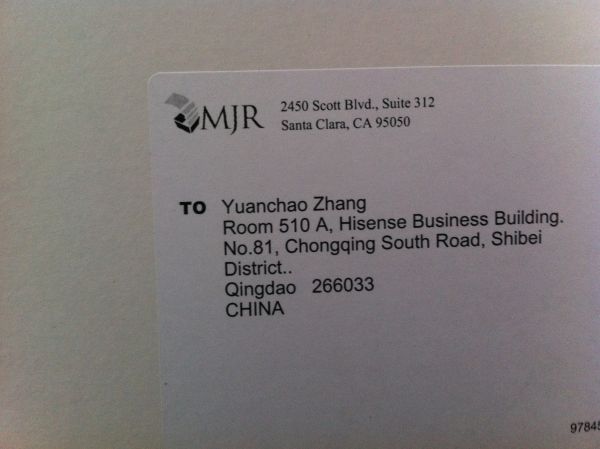 MJR
2450 Scott Blvd., Suite 312
Santa Clara, CA 95050
TO Yuanchao Zhang
Room 510 A, Hisense Business Building.
No.81, Chongqing South Road, Shibei
District..
Qingdao 266033
CHINA
97845